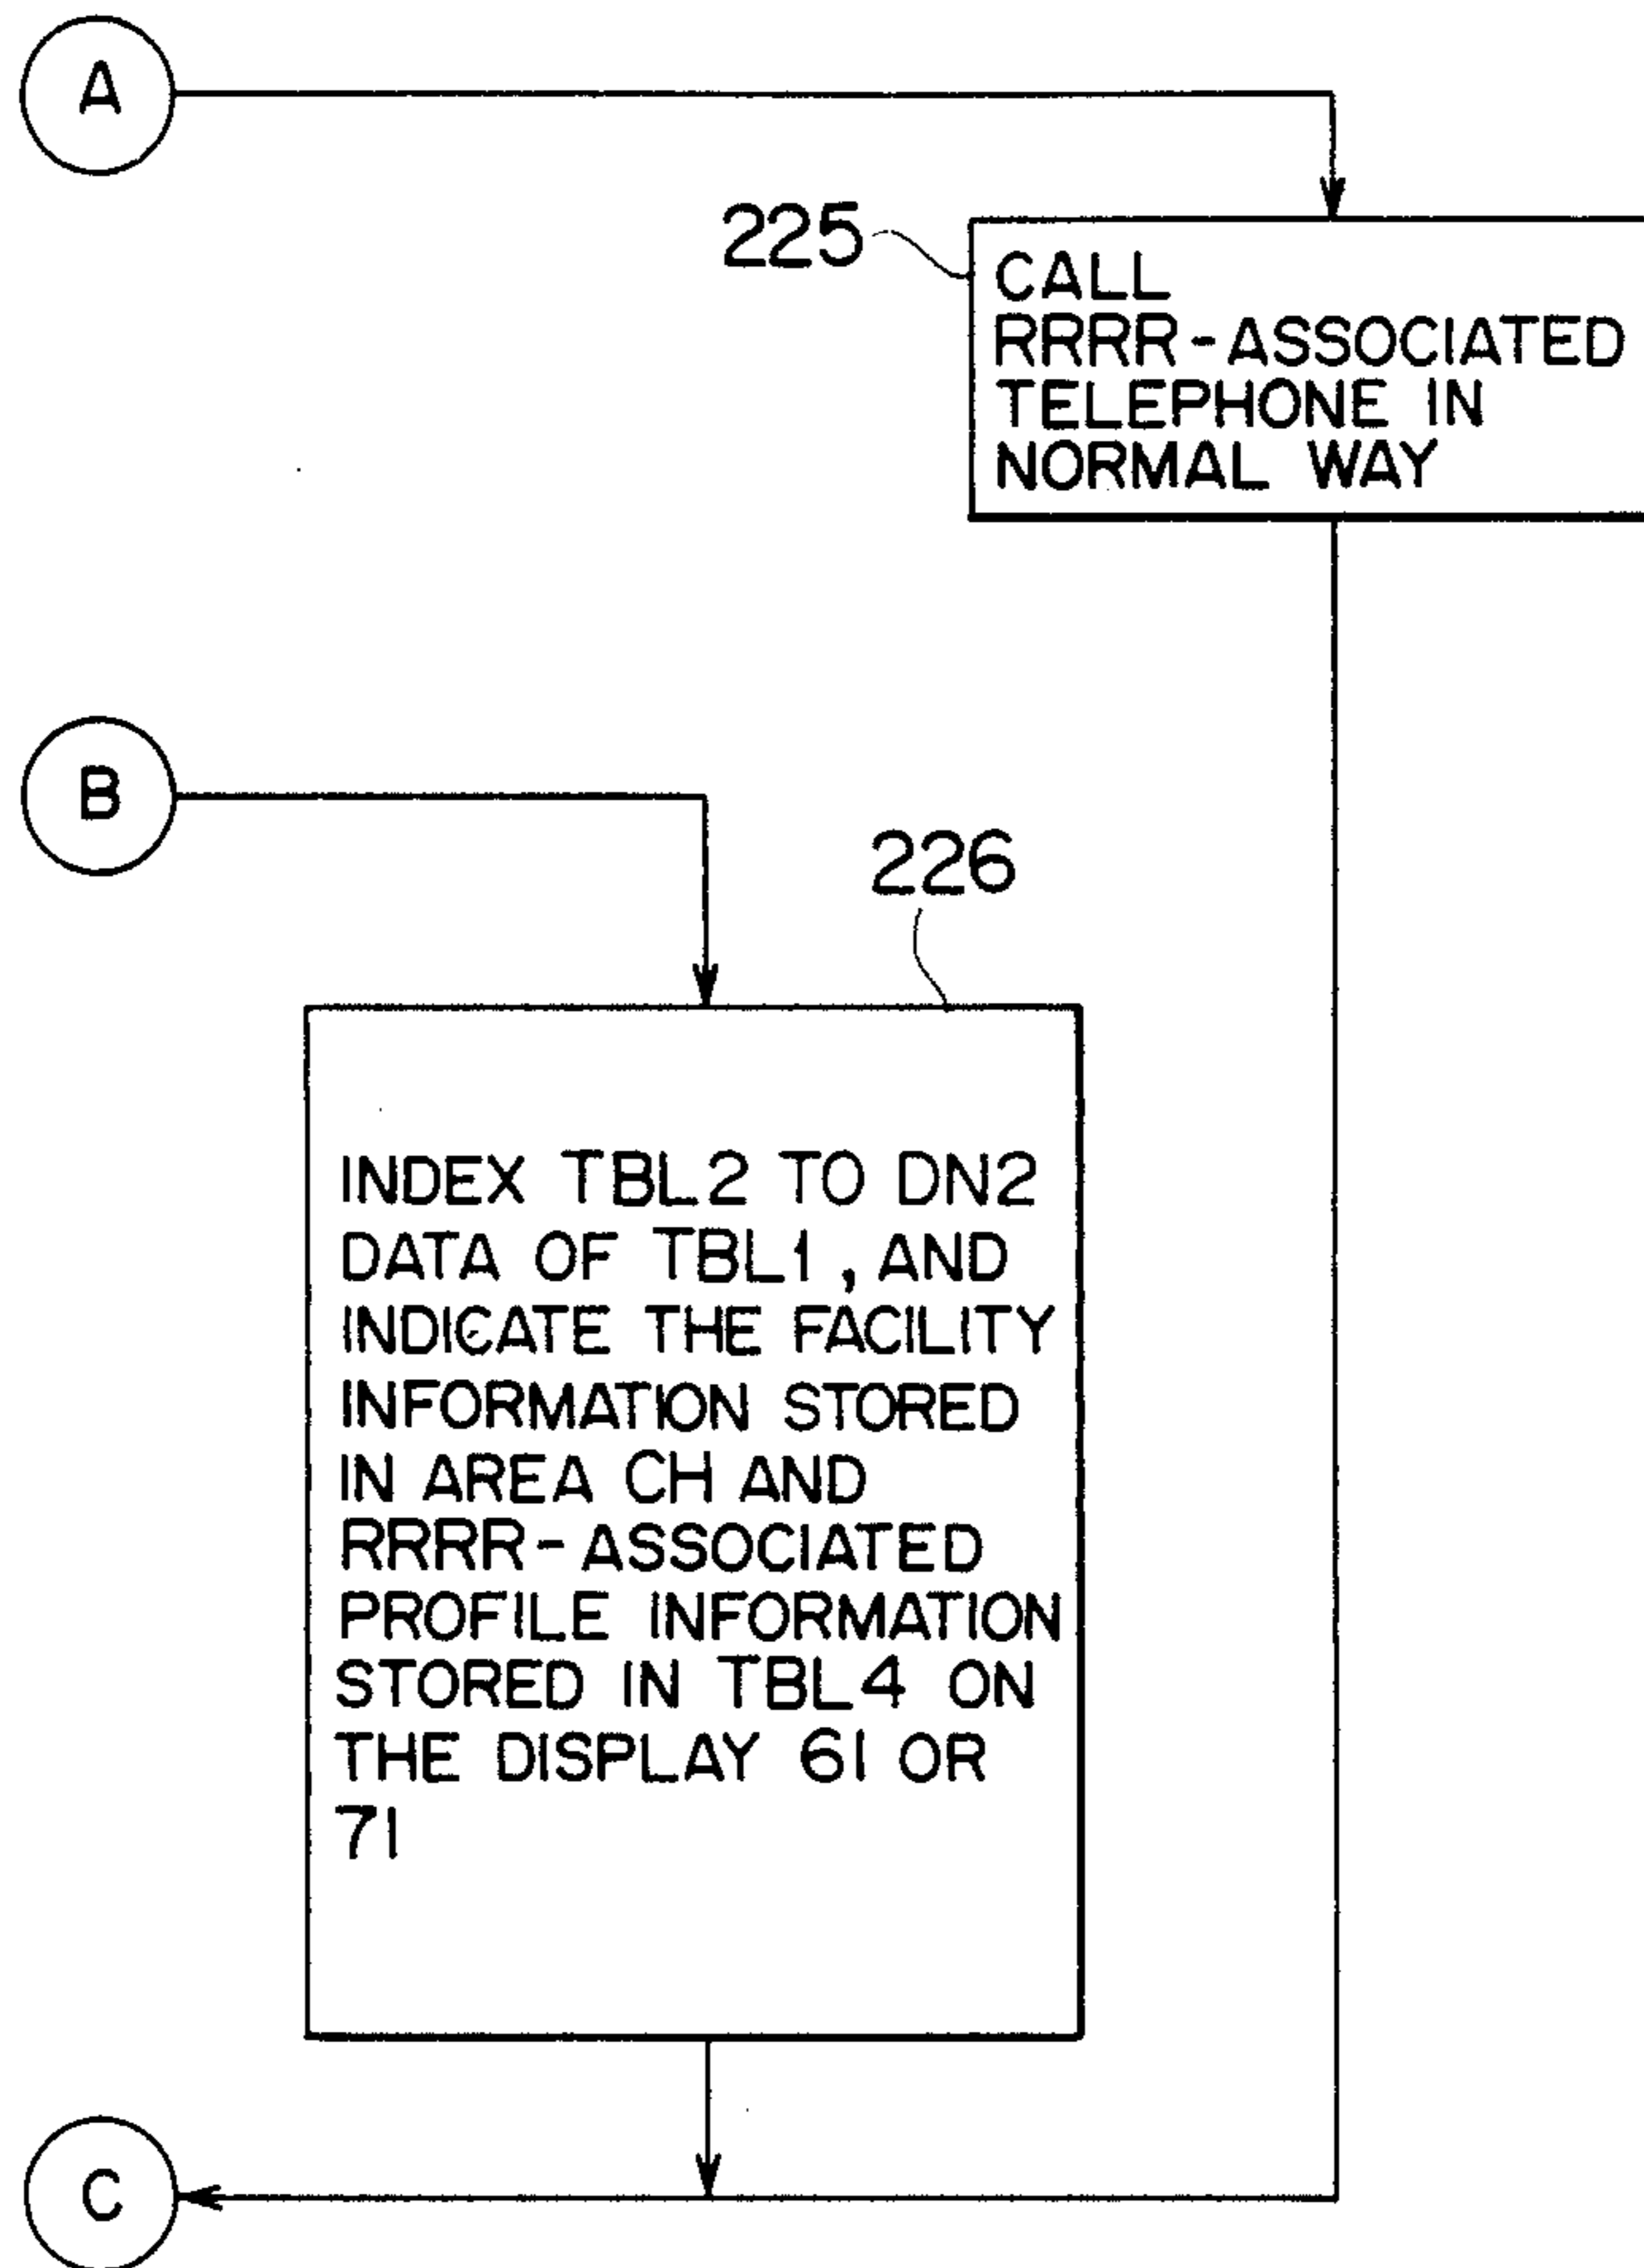 A
225
CALL
RRRR-ASSOCIATED
TELEPHONE IN
NORMAL WAY
B
226
INDEX TBL2 TO DN2
DATA OF TBL1, AND
INDICATE THE FACILITY
INFORMATION STORED
IN AREA CH AND
RRRR-ASSOCIATED
PROFILE INFORMATION
STORED IN TBL4 ON
THE DISPLAY 61 OR
71
C